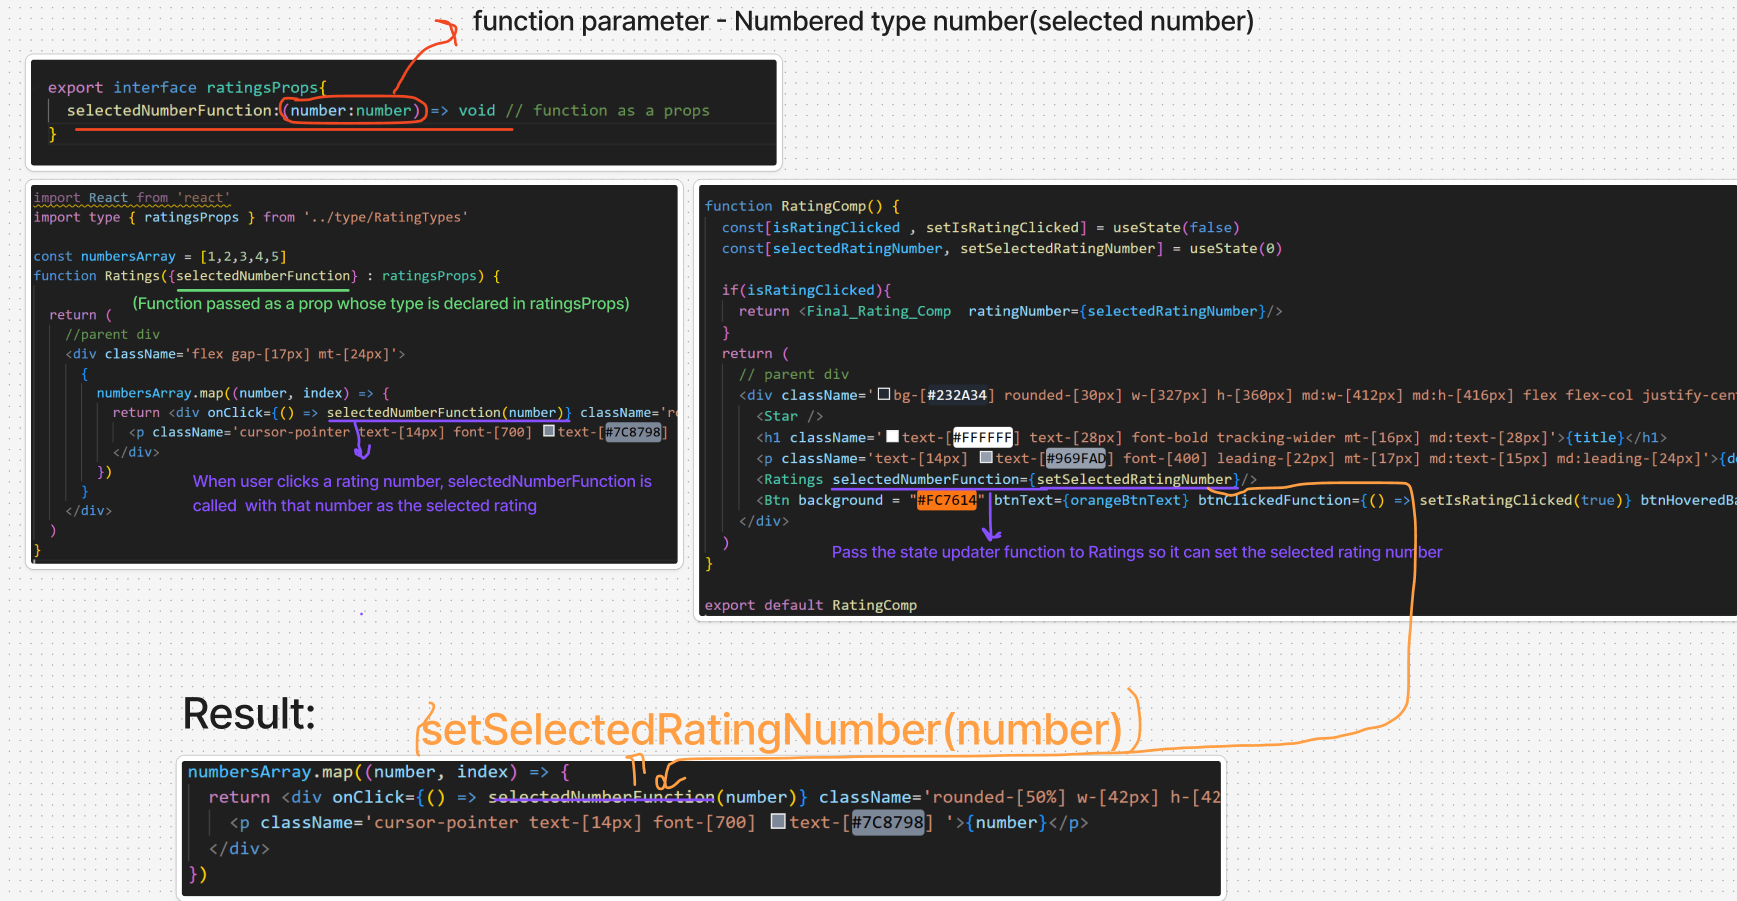 function parameter - Numbered type number(selected number)
export interface ratingsProps{
selectedNumberFunction:(number:number) => void // function as a props
}
import React from 'react'
import type { ratingsProps } from '../type/RatingTypes'
const numbersArray = [1,2,3,4,5]
function Ratings({selectedNumberFunction} : ratingsProps) {
(Function passed as a prop whose type is declared in ratingsProps)
return (
//parent div
<div className='flex gap-[17px] mt-[24px]'>
{
numbersArray.map((number, index) => {
return <div onClick={() => selectedNumberFunction(number)} className='r
<p className='cursor-pointer text-[14px] font-[700] text-[#7C8798]
</div>
})
When user clicks a rating number, selectedNumberFunction is
called with that number as the selected rating
}
</div>
)
}
function RatingComp() {
const[isRatingClicked , setIsRatingClicked] = useState(false)
const[selectedRatingNumber, setSelectedRatingNumber] = useState(0)
if(isRatingClicked){
return <Final_Rating_Comp ratingNumber={selectedRatingNumber}/>
}
return (
// parent div
<div className='bg-[#232A34] rounded-[30px] w-[327px] h-[360px] md:w-[412px] md:h-[416px] flex flex-col justify-cen
<Star />
<h1 className='text-[#FFFFFF] text-[28px] font-bold tracking-wider mt-[16px] md:text-[28px]'>{title}</h1>
<p className='text-[14px] text-[#969FAD] font-[400] leading-[22px] mt-[17px] md:text-[15px] md:leading-[24px]'>{d
<Ratings selectedNumberFunction={setSelectedRatingNumber}/>
<Btn background = "#FC7614" btnText={orangeBtnText} btnClickedFunction={() => setIsRatingClicked(true)} btnHoveredBa
</div>
)
Pass the state updater function to Ratings so it can set the selected rating number
}
export default RatingComp
Result:
setSelectedRatingNumber(number)
numbersArray.map((number, index) => {
return <div onClick={() => selectedNumberFunction(number)} className='rounded-[50%] w-[42px] h-[42
<p className='cursor-pointer text-[14px] font-[700] text-[#7C8798] '>{number}</p>
</div>
})